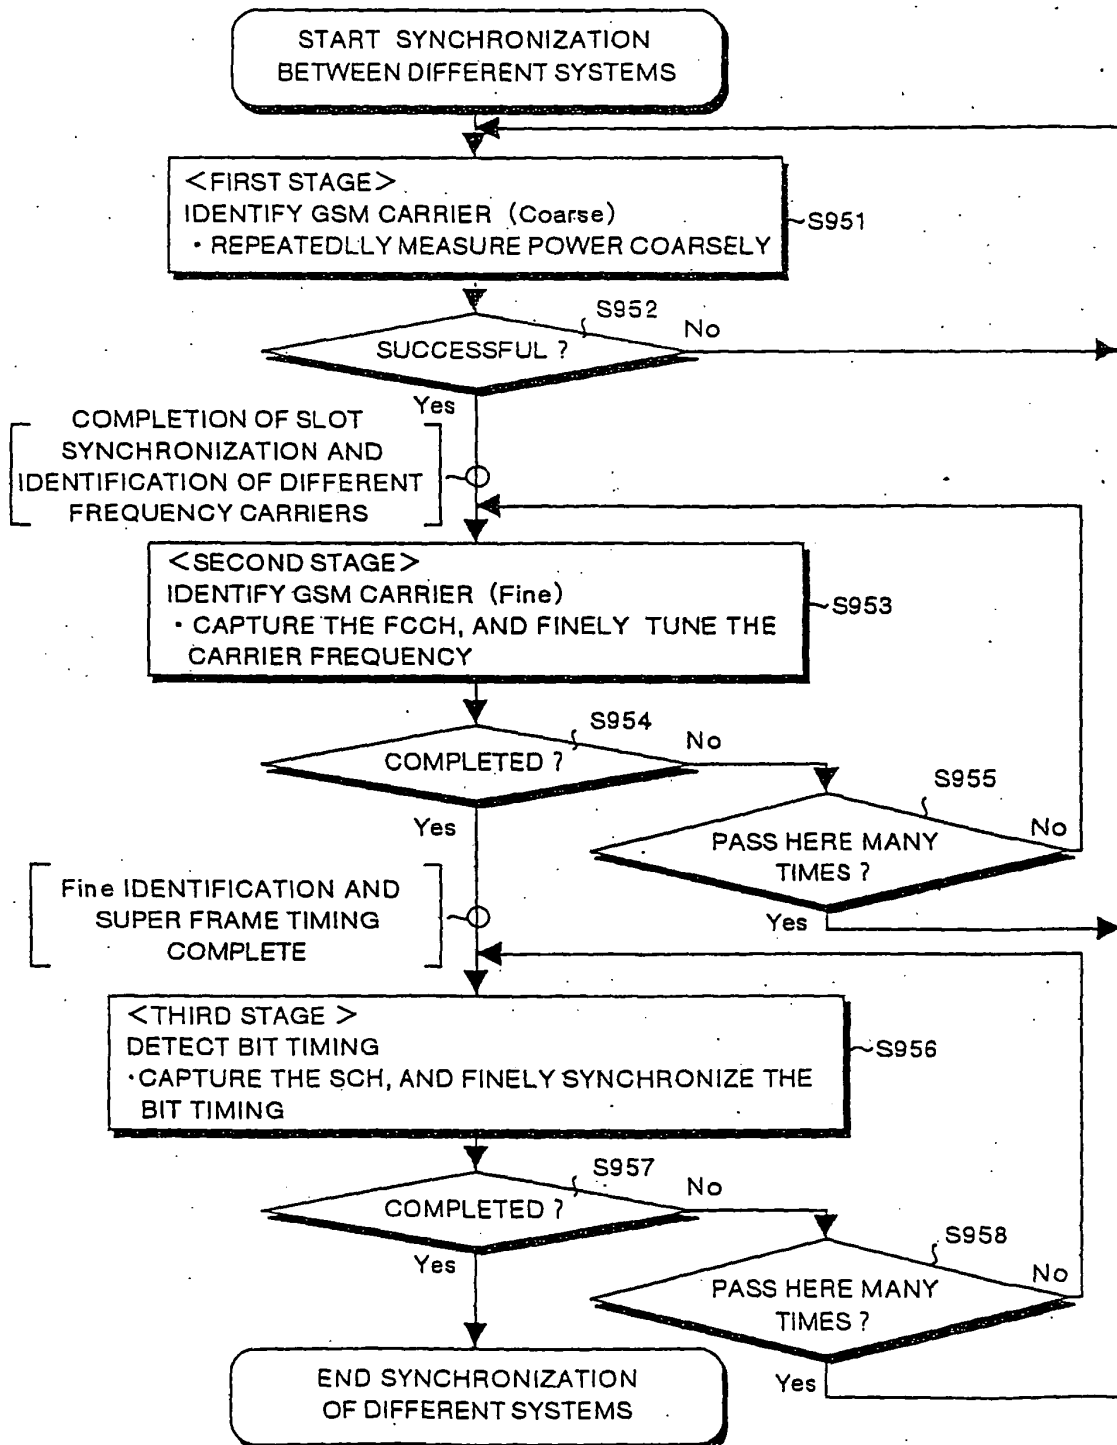 START SYNCHRONIZATION
BETWEEN DIFFERENT SYSTEMS
<FIRST STAGE>
IDENTIFY GSM CARRIER (Coarse)
・REPEATEDLLY MEASURE POWER COARSELY
S951
S952
SUCCESSFUL ?
No
Yes
COMPLETION OF SLOT
SYNCHRONIZATION AND
IDENTIFICATION OF DIFFERENT
FREQUENCY CARRIERS
<SECOND STAGE>
IDENTIFY GSM CARRIER (Fine)
・CAPTURE THE FCCH, AND FINELY TUNE THE
CARRIER FREQUENCY
S953
S954
COMPLETED ?
No
Yes
S955
PASS HERE MANY
TIMES ?
No
Yes
Fine IDENTIFICATION AND
SUPER FRAME TIMING
COMPLETE
<THIRD STAGE >
DETECT BIT TIMING
・CAPTURE THE SCH, AND FINELY SYNCHRONIZE THE
BIT TIMING
S956
S957
COMPLETED ?
No
Yes
S958
PASS HERE MANY
TIMES ?
No
Yes
END SYNCHRONIZATION
OF DIFFERENT SYSTEMS